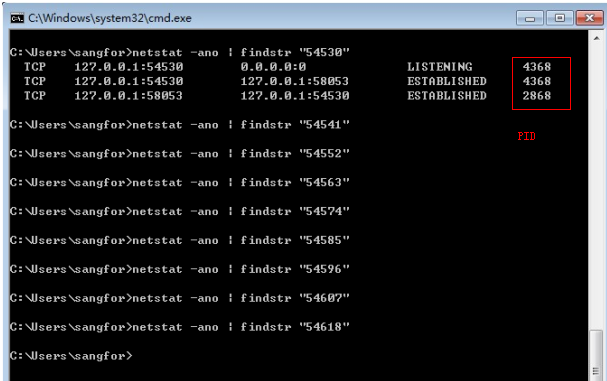 C:\Windows\system32\cmd.exe
C:\Users\sangfor>netstat -ano | findstr "54530"
TCP 127.0.0.1:54530 0.0.0.0:0 LISTENING 4368
TCP 127.0.0.1:54530 127.0.0.1:58053 ESTABLISHED 4368
TCP 127.0.0.1:58053 127.0.0.1:54530 ESTABLISHED 2868
PID
C:\Users\sangfor>netstat -ano | findstr "54541"
C:\Users\sangfor>netstat -ano | findstr "54552"
C:\Users\sangfor>netstat -ano | findstr "54563"
C:\Users\sangfor>netstat -ano | findstr "54574"
C:\Users\sangfor>netstat -ano | findstr "54585"
C:\Users\sangfor>netstat -ano | findstr "54596"
C:\Users\sangfor>netstat -ano | findstr "54607"
C:\Users\sangfor>netstat -ano | findstr "54618"
C:\Users\sangfor>